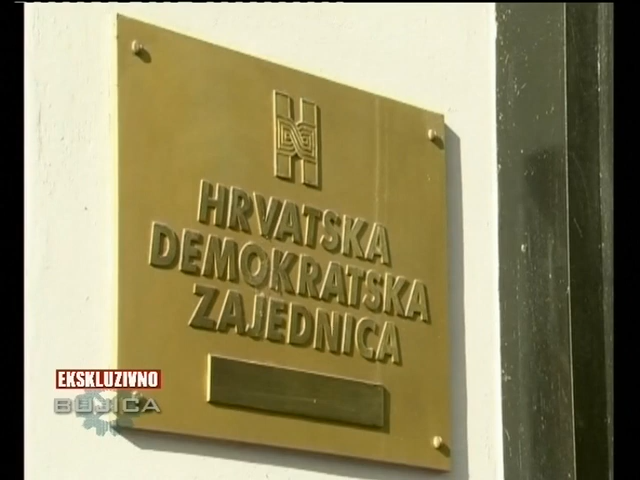 HRVATSKA
DEMOKRATSKA
ZAJEDNICA
EKSKLUZIVNO
BUJICA